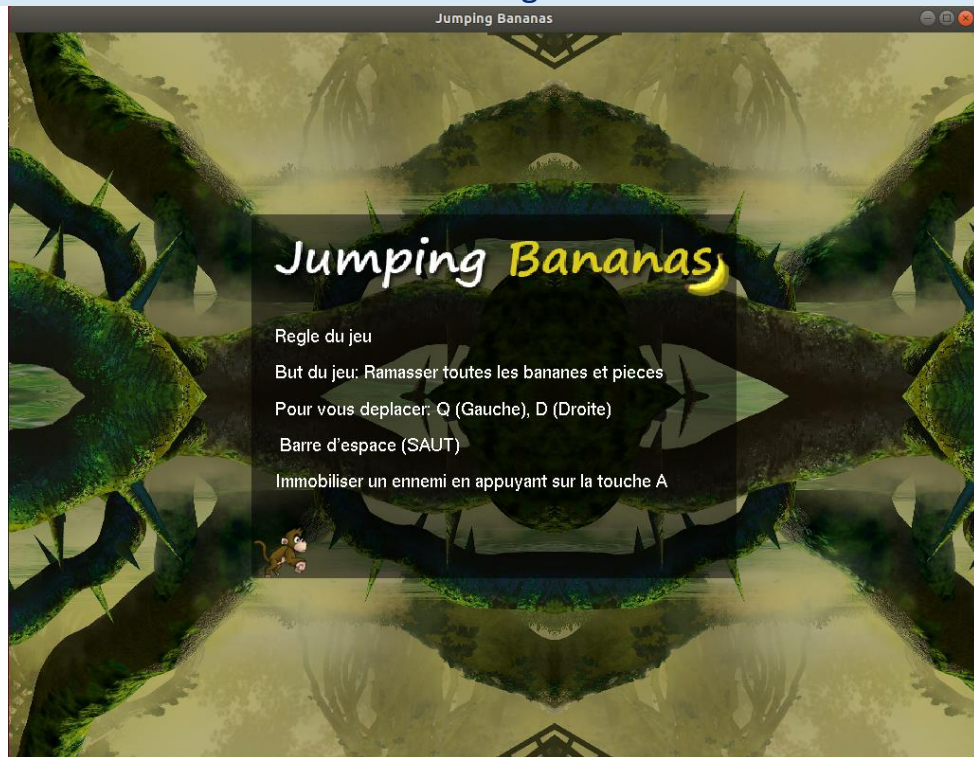 Jumping Bananas
Jumping Bananas
Regle du jeu
But du jeu: Ramasser toutes les bananes et pieces
Pour vous deplacer: Q (Gauche), D (Droite)
Barre d'espace (SAUT)
Immobiliser un ennemi en appuyant sur la touche A